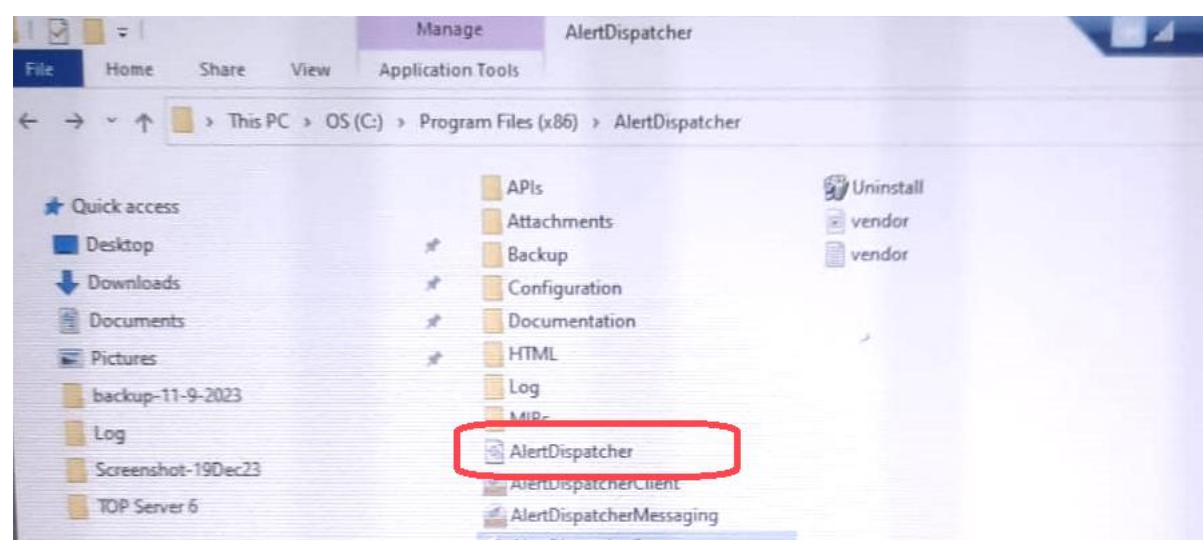 Manage AlertDispatcher
File Home Share View Application Tools
This PC > OS (C:) > Program Files (x86) > AlertDispatcher
Quick access
Desktop
Downloads
Documents
Pictures
backup-11-9-2023
Log
Screenshot-19Dec23
TOP Server 6
APIs
Attachments
Backup
Configuration
Documentation
HTML
Log
MIBs
AlertDispatcher
AlertDispatcherClient
AlertDispatcherMessaging
Uninstall
vendor
vendor